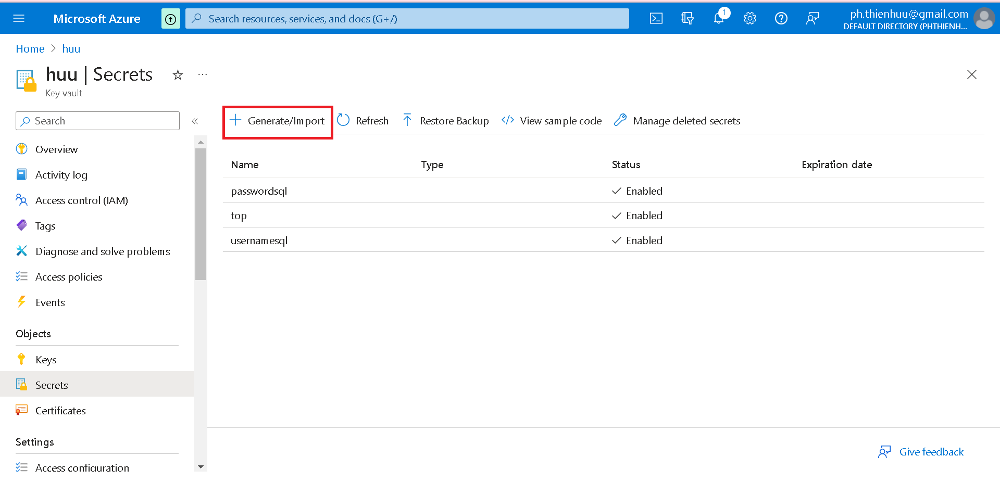 Microsoft Azure
Search resources, services, and docs (G+/)
1
ph.thienhuu@gmail.com
DEFAULT DIRECTORY (PHTHIENH...
Home > huu
huu | Secrets
Key vault
Search
Generate/Import
Refresh
Restore Backup
View sample code
Manage deleted secrets
Overview
Activity log
Access control (IAM)
Tags
Diagnose and solve problems
Access policies
Events
Objects
Keys
Secrets
Certificates
Settings
Access configuration
Name Type Status Expiration date
passwordsql Enabled
top Enabled
usernamesql Enabled
Give feedback